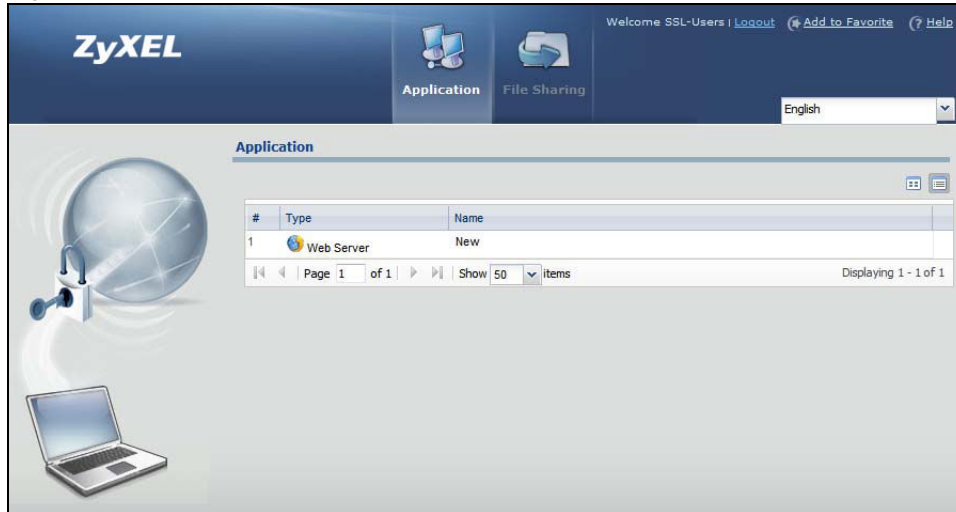 ZyXEL
Welcome SSL-Users | Logout Add to Favorite ? Help
Application File Sharing
English
Application
# Type Name
1 Web Server New
Page 1 of 1 Show 50 items Displaying 1 - 1 of 1